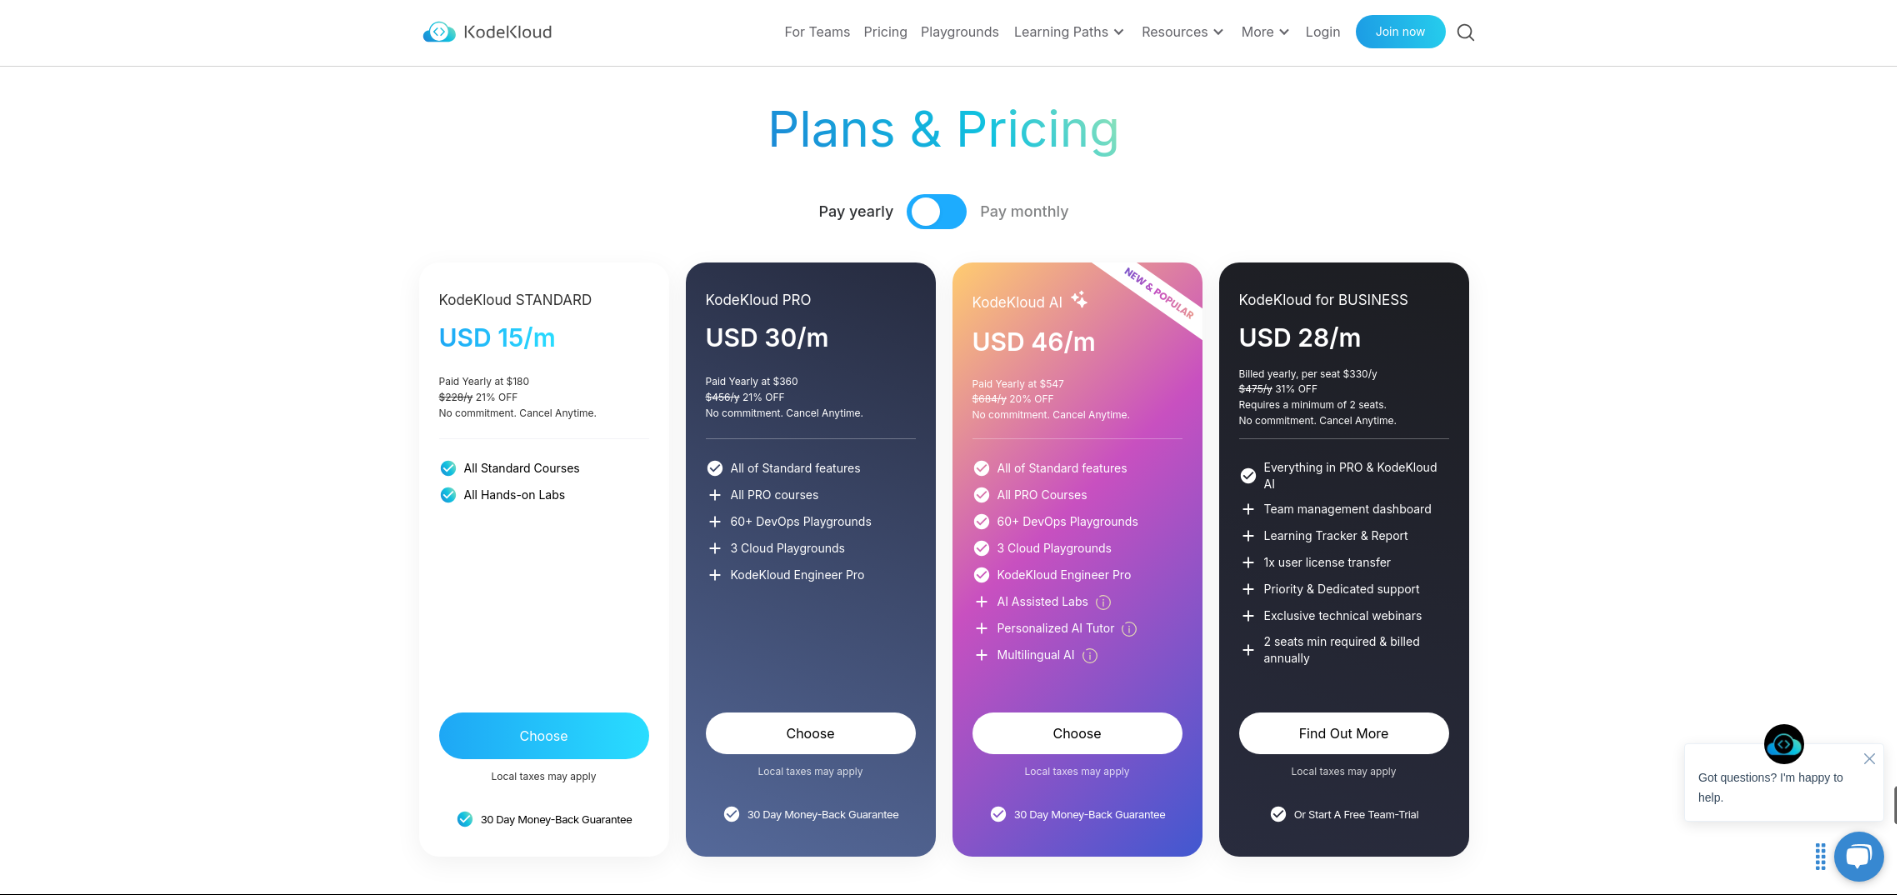 KodeKloud
For Teams
Pricing
Playgrounds
Learning Paths
Resources
More
Login
Join now
Plans & Pricing
Pay yearly
Pay monthly
KodeKloud STANDARD
USD 15/m
Paid Yearly at $180
$228/y 21% OFF
No commitment. Cancel Anytime.
All Standard Courses
All Hands-on Labs
Choose
Local taxes may apply
30 Day Money-Back Guarantee
KodeKloud PRO
USD 30/m
Paid Yearly at $360
$456/y 21% OFF
No commitment. Cancel Anytime.
All of Standard features
All PRO courses
60+ DevOps Playgrounds
3 Cloud Playgrounds
KodeKloud Engineer Pro
Choose
Local taxes may apply
30 Day Money-Back Guarantee
NEW & POPULAR
KodeKloud AI
USD 46/m
Paid Yearly at $547
$684/y 20% OFF
No commitment. Cancel Anytime.
All of Standard features
All PRO Courses
60+ DevOps Playgrounds
3 Cloud Playgrounds
KodeKloud Engineer Pro
AI Assisted Labs
Personalized AI Tutor
Multilingual AI
Choose
Local taxes may apply
30 Day Money-Back Guarantee
KodeKloud for BUSINESS
USD 28/m
Billed yearly, per seat $330/y
$475/y 31% OFF
Requires a minimum of 2 seats.
No commitment. Cancel Anytime.
Everything in PRO & KodeKloud
AI
Team management dashboard
Learning Tracker & Report
1x user license transfer
Priority & Dedicated support
Exclusive technical webinars
2 seats min required & billed
annually
Find Out More
Local taxes may apply
Or Start A Free Team-Trial
Got questions? I'm happy to
help.